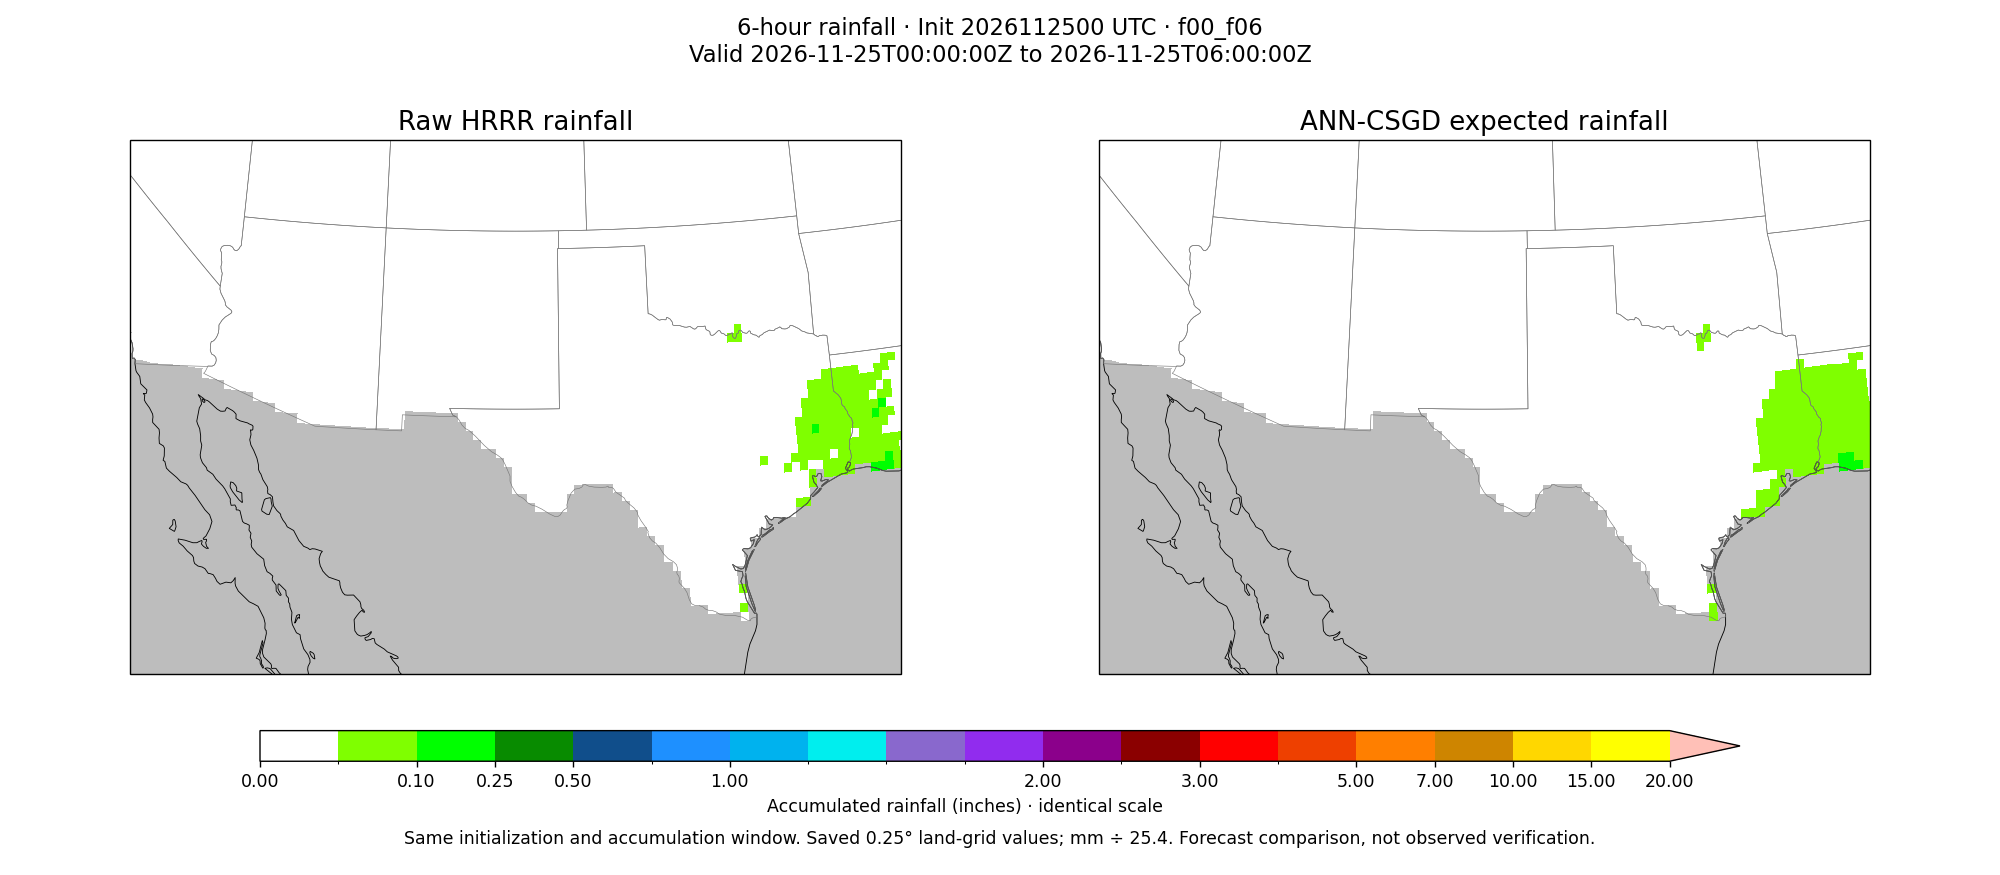 6-hour rainfall · Init 2026112500 UTC · f00_f06
Valid 2026-11-25T00:00:00Z to 2026-11-25T06:00:00Z
Raw HRRR rainfall
ANN-CSGD expected rainfall
0.00 0.10 0.25 0.50 1.00 2.00 3.00 5.00 7.00 10.00 15.00 20.00
Accumulated rainfall (inches) · identical scale
Same initialization and accumulation window. Saved 0.25° land-grid values; mm ÷ 25.4. Forecast comparison, not observed verification.